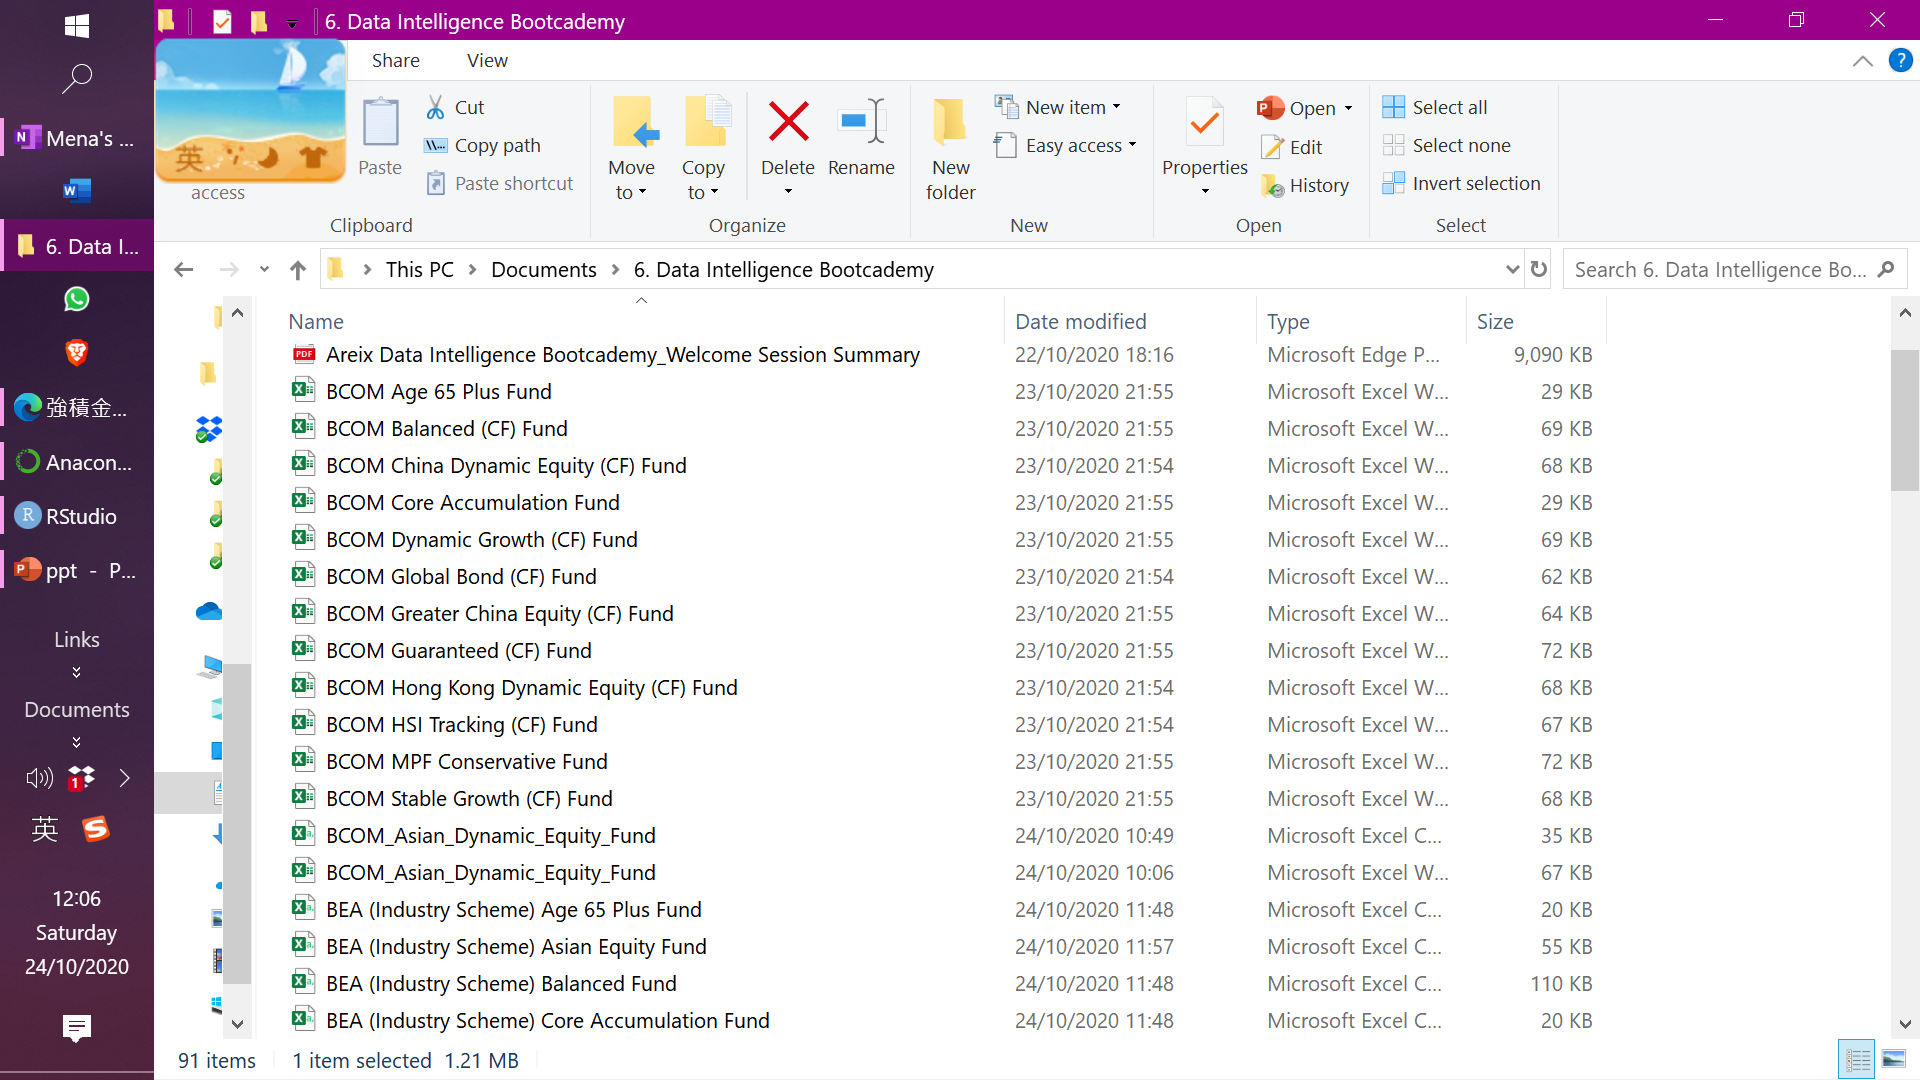 6. Data Intelligence Bootcademy
Share View
?
access
Paste
Cut
Copy path
Paste shortcut
Clipboard
Move to
Copy to
Delete
Rename
Organize
New folder
New item
Easy access
New
Properties
Open
Edit
History
Open
Select all
Select none
Invert selection
Select
英
This PC Documents 6. Data Intelligence Bootcademy
Search 6. Data Intelligence Bo...
Name Date modified Type Size
PDF Areix Data Intelligence Bootcademy_Welcome Session Summary 22/10/2020 18:16 Microsoft Edge P... 9,090 KB
BCOM Age 65 Plus Fund 23/10/2020 21:55 Microsoft Excel W... 29 KB
BCOM Balanced (CF) Fund 23/10/2020 21:55 Microsoft Excel W... 69 KB
BCOM China Dynamic Equity (CF) Fund 23/10/2020 21:54 Microsoft Excel W... 68 KB
BCOM Core Accumulation Fund 23/10/2020 21:55 Microsoft Excel W... 29 KB
BCOM Dynamic Growth (CF) Fund 23/10/2020 21:55 Microsoft Excel W... 69 KB
BCOM Global Bond (CF) Fund 23/10/2020 21:54 Microsoft Excel W... 62 KB
BCOM Greater China Equity (CF) Fund 23/10/2020 21:55 Microsoft Excel W... 64 KB
BCOM Guaranteed (CF) Fund 23/10/2020 21:55 Microsoft Excel W... 72 KB
BCOM Hong Kong Dynamic Equity (CF) Fund 23/10/2020 21:54 Microsoft Excel W... 68 KB
BCOM HSI Tracking (CF) Fund 23/10/2020 21:54 Microsoft Excel W... 67 KB
BCOM MPF Conservative Fund 23/10/2020 21:55 Microsoft Excel W... 72 KB
BCOM Stable Growth (CF) Fund 23/10/2020 21:55 Microsoft Excel W... 68 KB
BCOM_Asian_Dynamic_Equity_Fund 24/10/2020 10:49 Microsoft Excel C... 35 KB
BCOM_Asian_Dynamic_Equity_Fund 24/10/2020 10:06 Microsoft Excel W... 67 KB
BEA (Industry Scheme) Age 65 Plus Fund 24/10/2020 11:48 Microsoft Excel C... 20 KB
BEA (Industry Scheme) Asian Equity Fund 24/10/2020 11:57 Microsoft Excel C... 55 KB
BEA (Industry Scheme) Balanced Fund 24/10/2020 11:48 Microsoft Excel C... 110 KB
BEA (Industry Scheme) Core Accumulation Fund 24/10/2020 11:48 Microsoft Excel C... 20 KB
91 items 1 item selected 1.21 MB
N Mena's ...
W
6. Data I...
強積金...
Anacon...
R RStudio
P ppt - P...
Links
Documents
1
英 S
12:06
Saturday
24/10/2020